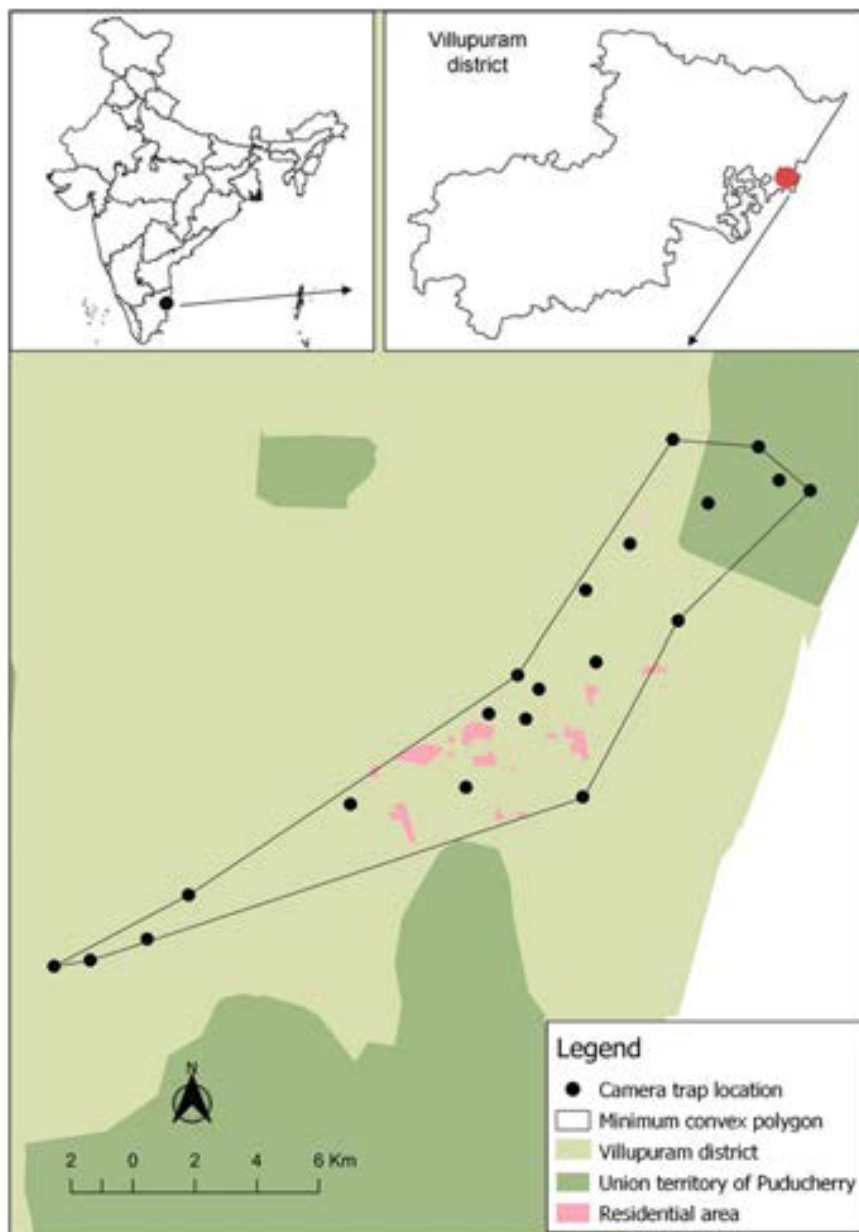 Villupuram
district
N
2 0 2 4 6 Km
Legend
Camera trap location
Minimum convex polygon
Villupuram district
Union territory of Puducherry
Residential area